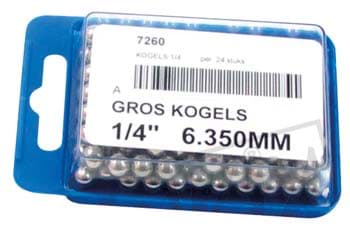 7260
KOGELS 1/4 per 24 stuks
A
GROS KOGELS
1/4" 6.350MM